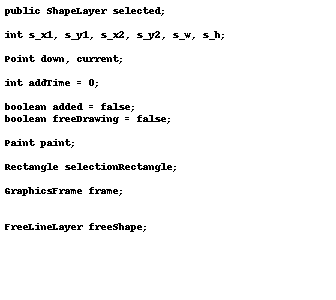 public ShapeLayer selected;
int s_x1, s_y1, s_x2, s_y2, s_w, s_h;
Point down, current;
int addTime = 0;
boolean added = false;
boolean freeDrawing = false;
Paint paint;
Rectangle selectionRectangle;
GraphicsFrame frame;
FreeLineLayer freeShape;